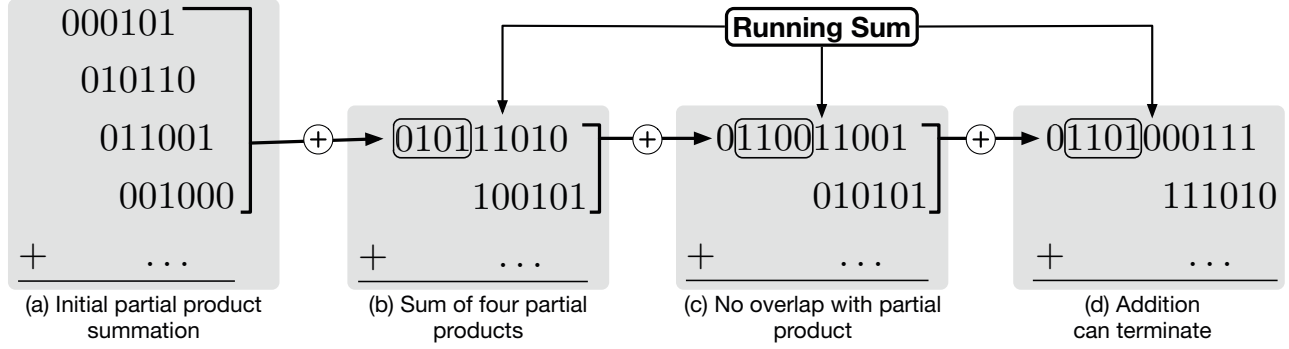 Running Sum
000101
010110
011001
001000
+ ...
(a) Initial partial product
summation
010111010
100101
+ ...
(b) Sum of four partial
products
0110011001
010101
+ ...
(c) No overlap with partial
product
01101000111
111010
+ ...
(d) Addition
can terminate